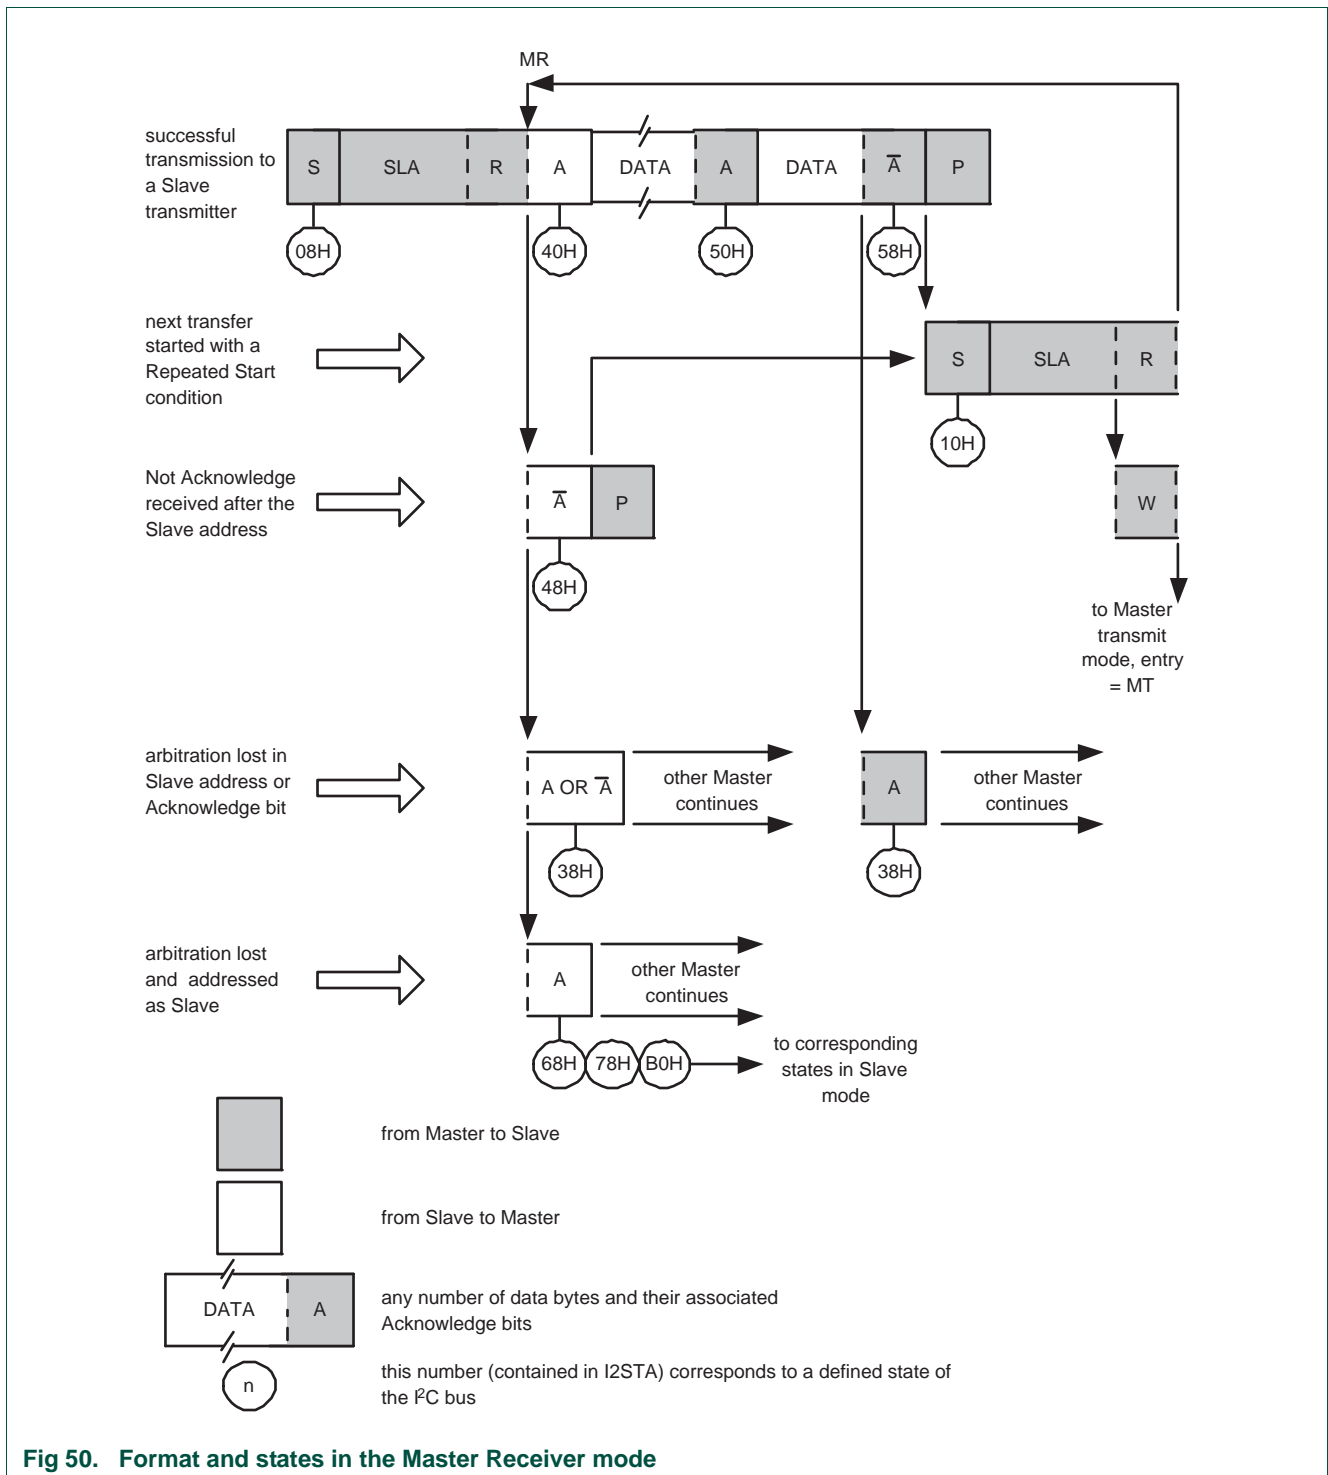 MR
successful
transmission to
a Slave
transmitter
S SLA R A DATA A DATA A̅ P
08H 40H 50H 58H
next transfer
started with a
Repeated Start
condition
S SLA R
10H
Not Acknowledge
received after the
Slave address
A̅ P
W
48H
to Master
transmit
mode, entry
= MT
arbitration lost in
Slave address or
Acknowledge bit
A OR A̅
other Master
continues
A
other Master
continues
38H 38H
arbitration lost
and addressed
as Slave
A
other Master
continues
68H 78H B0H
to corresponding
states in Slave
mode
from Master to Slave
from Slave to Master
DATA A
any number of data bytes and their associated
Acknowledge bits
n
this number (contained in I2STA) corresponds to a defined state of
the I²C bus
Fig 50. Format and states in the Master Receiver mode